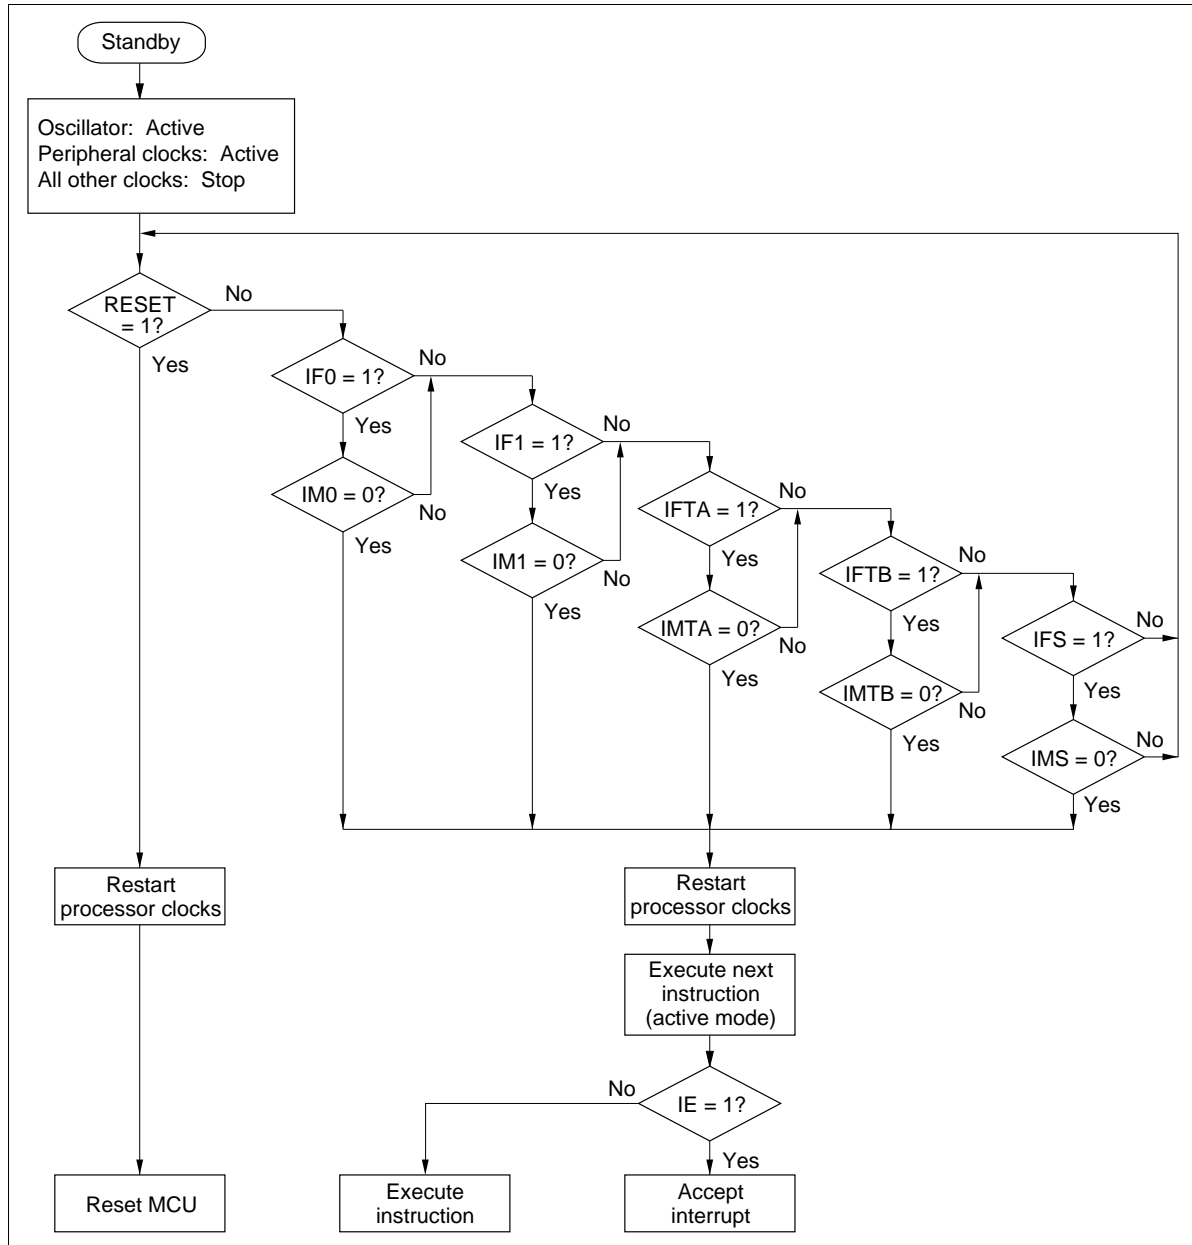 Standby
Oscillator: Active
Peripheral clocks: Active
All other clocks: Stop
RESET
= 1?
No
Yes
IF0 = 1?
No
Yes
IM0 = 0?
No
Yes
IF1 = 1?
No
Yes
IM1 = 0?
No
Yes
IFTA = 1?
No
Yes
IMTA = 0?
No
Yes
IFTB = 1?
No
Yes
IMTB = 0?
No
Yes
IFS = 1?
No
Yes
IMS = 0?
No
Yes
Restart
processor clocks
Reset MCU
Restart
processor clocks
Execute next
instruction
(active mode)
IE = 1?
No
Yes
Execute
instruction
Accept
interrupt